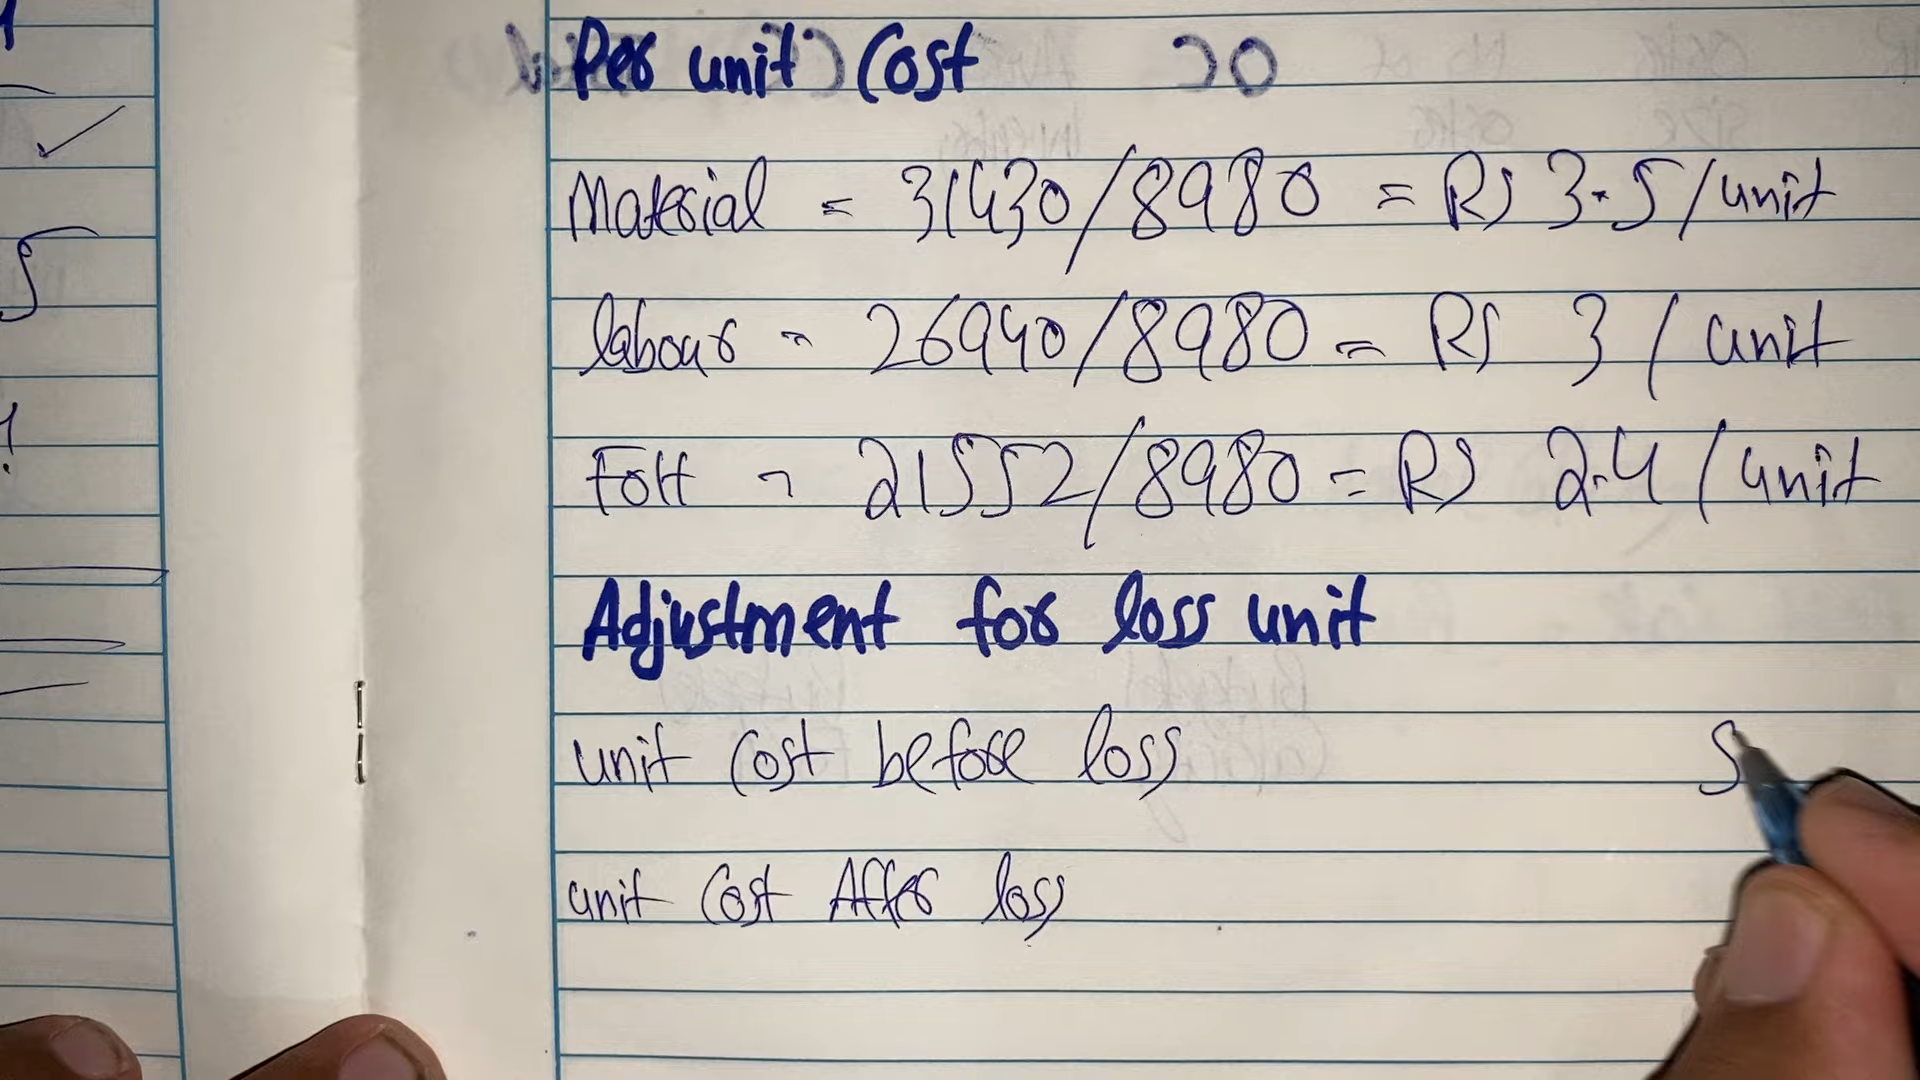 Per unit Cost
Material = 31430/8980 = RS 3.5/unit
labour = 26940/8980 = RS 3 / unit
FOH = 21552/8980 = RS 2.4 / unit
Adjustment for loss unit
unit Cost before loss 5
unit Cost After loss